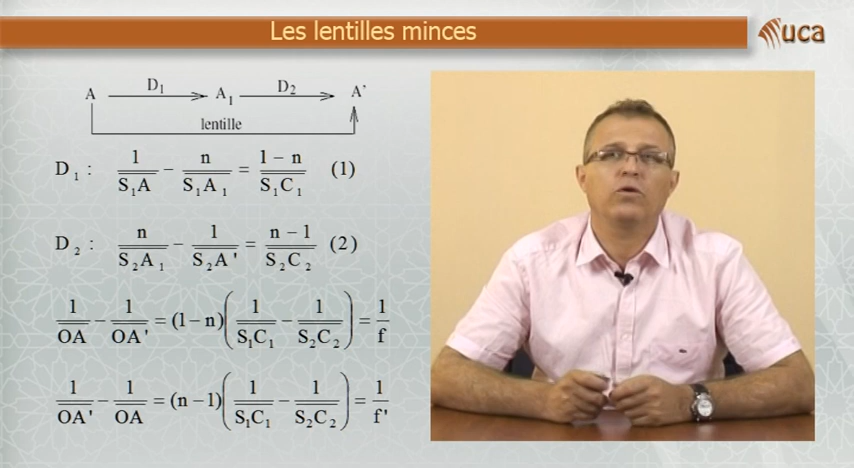 Les lentilles minces
uca
A D₁ A₁ D₂ A'
lentille
D₁ : 1/S₁A − n/S₁A₁ = (1 − n)/S₁C₁ (1)
D₂ : n/S₂A₁ − 1/S₂A' = (n − 1)/S₂C₂ (2)
1/OA − 1/OA' = (1 − n)(1/S₁C₁ − 1/S₂C₂) = 1/f
1/OA' − 1/OA = (n − 1)(1/S₁C₁ − 1/S₂C₂) = 1/f'